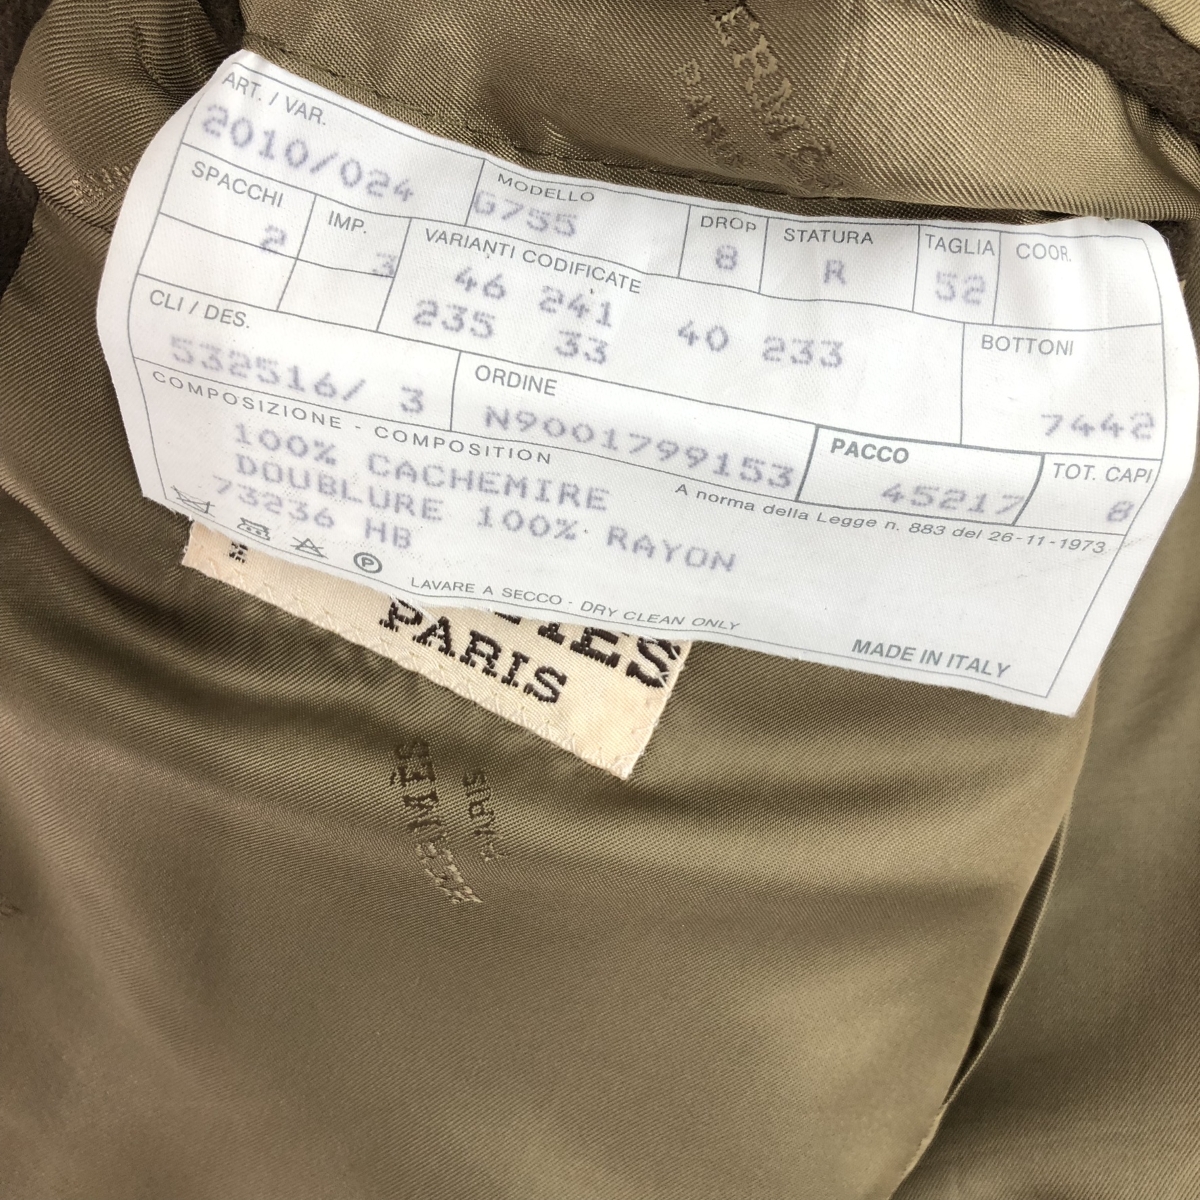 PARIS
ART. / VAR.
2010/024
MODELLO
G755
DROP
8
STATURA
R
TAGLIA
52
COOR.
SPACCHI
2
IMP.
3
VARIANTI CODIFICATE
46 241 40 233
235 33
BOTTONI
7442
CLI / DES.
532516/ 3
ORDINE
N9001799153
PACCO
45217
TOT. CAPI
8
COMPOSIZIONE - COMPOSITION
100% CACHEMIRE
DOUBLURE 100% RAYON
73236 HB
A norma della Legge n. 883 del 26-11-1973
P
LAVARE A SECCO - DRY CLEAN ONLY
MADE IN ITALY
PARIS
HERMÈS
PARIS